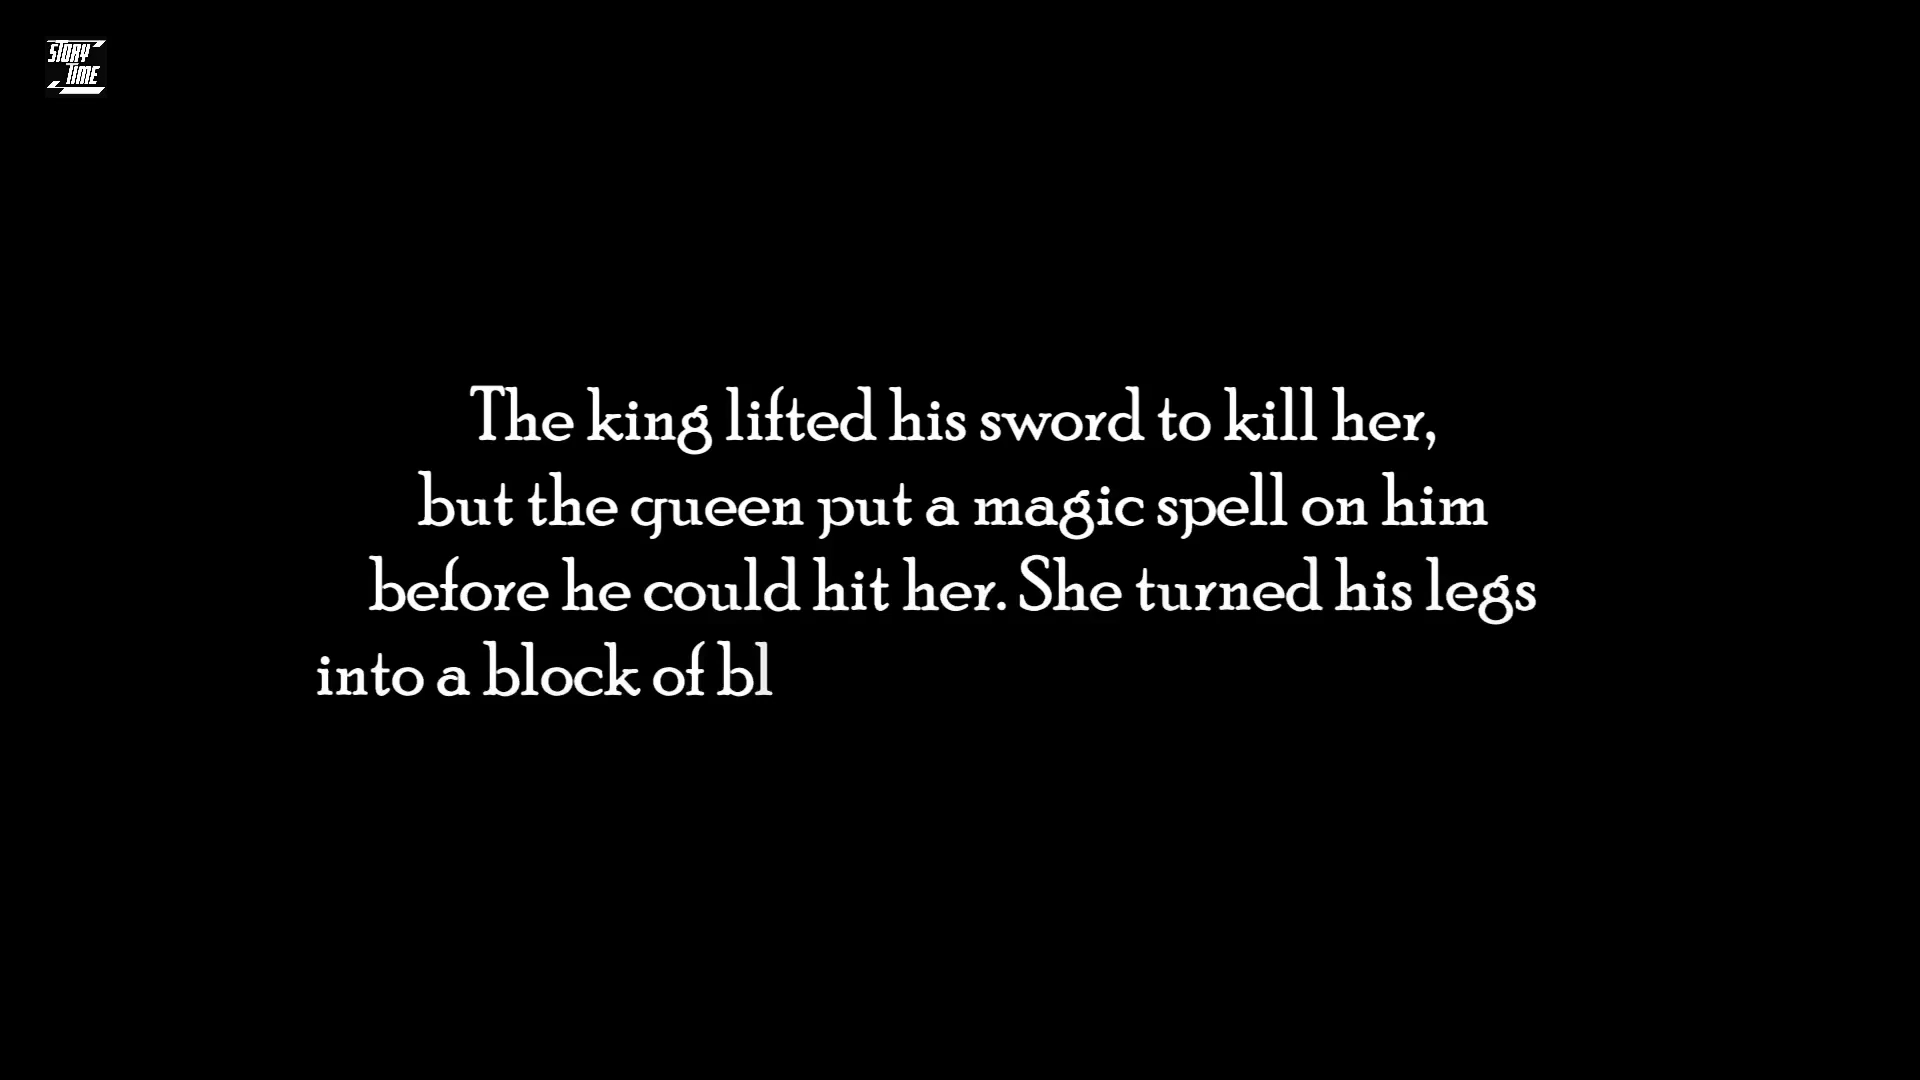 STORY
TIME
The king lifted his sword to kill her,
but the queen put a magic spell on him
before he could hit her. She turned his legs
into a block of bl